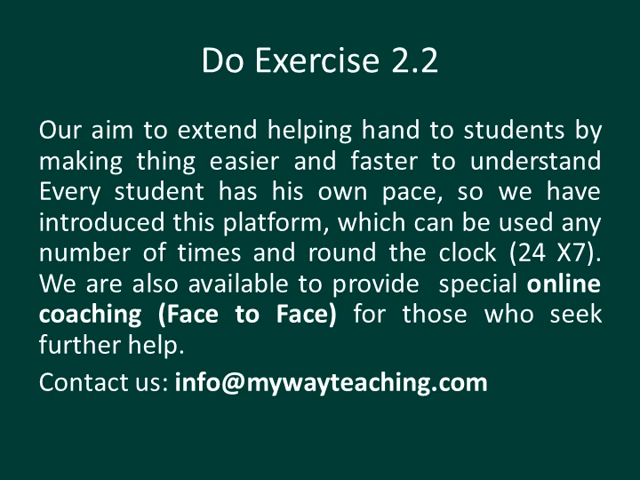 Do Exercise 2.2
Our aim to extend helping hand to students by
making thing easier and faster to understand
Every student has his own pace, so we have
introduced this platform, which can be used any
number of times and round the clock (24 X7).
We are also available to provide special online
coaching (Face to Face) for those who seek
further help.
Contact us: info@mywayteaching.com